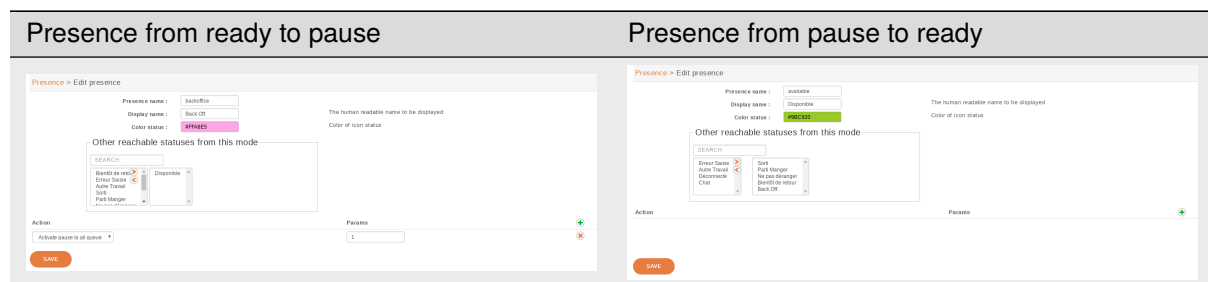 Presence from ready to pause
Presence from pause to ready
Presence > Edit presence
Presence name : backoffice
Display name : Back Off. The human readable name to be displayed
Color status : #FFA8E5 Color of icon status
Other reachable statuses from this mode
SEARCH
Bientôt de retou Disponible
Erreur Saisie
Autre Travail
Sorti
Parti Manger
Action Params
Activate pause to all queue 1
SAVE
Presence > Edit presence
Presence name : available
Display name : Disponible The human readable name to be displayed
Color status : #9BC920 Color of icon status
Other reachable statuses from this mode
SEARCH
Erreur Saisie Sorti
Autre Travail Parti Manger
Déconnecté Ne pas déranger
Chat Bientôt de retour
Back Off.
Action Params
SAVE